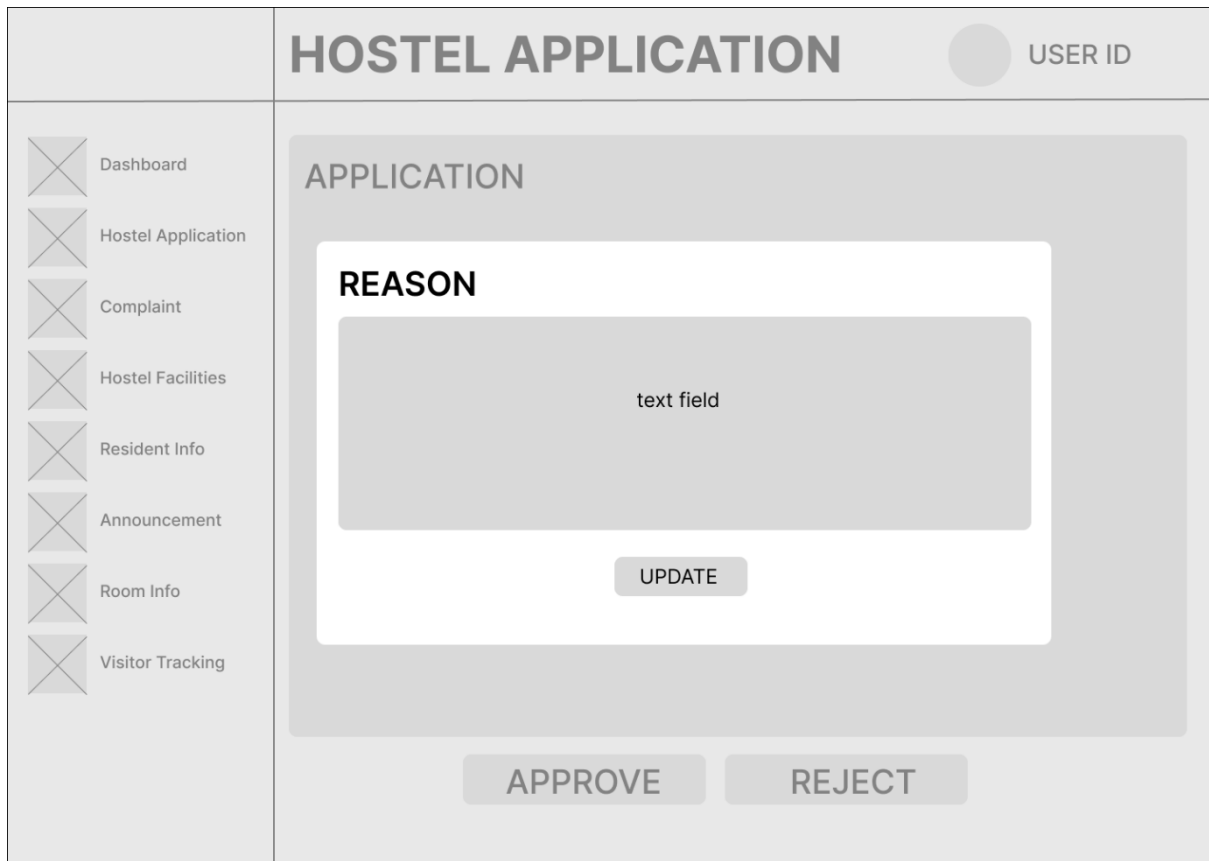 HOSTEL APPLICATION
USER ID
Dashboard
Hostel Application
Complaint
Hostel Facilities
Resident Info
Announcement
Room Info
Visitor Tracking
APPLICATION
REASON
text field
UPDATE
APPROVE
REJECT